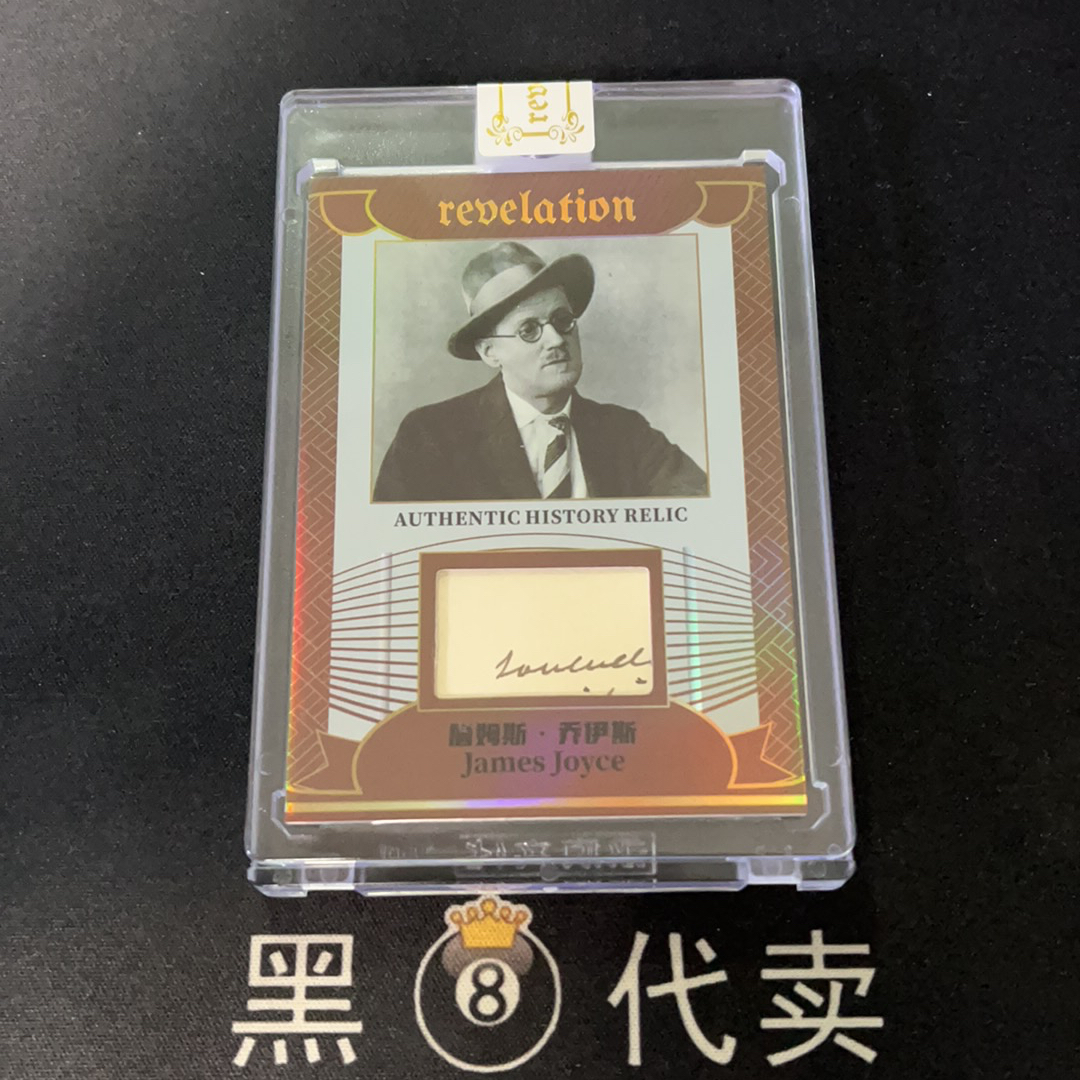 rev
revelation
AUTHENTIC HISTORY RELIC
詹姆斯·乔伊斯
James Joyce
黑 8 代卖